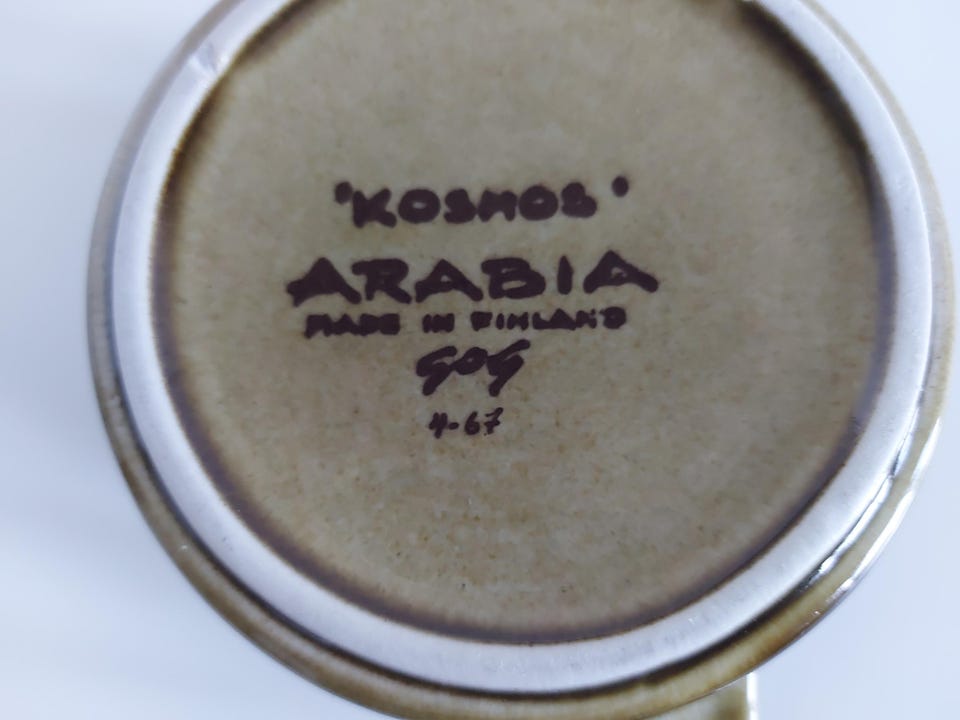 'KOSMOS'
ARABIA
MADE IN FINLAND
GOG
4-67